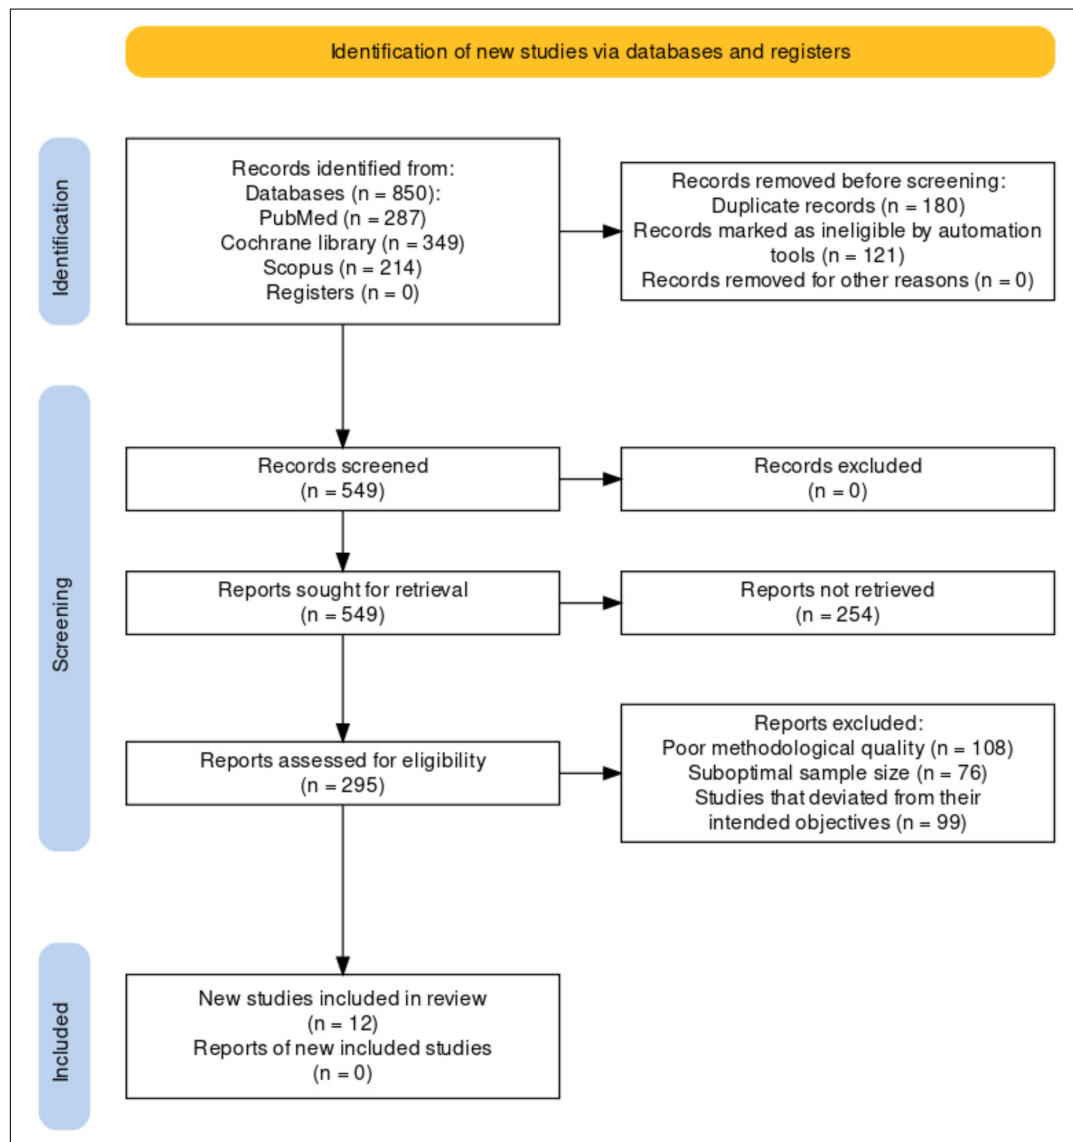 Identification of new studies via databases and registers
Identification
Records identified from:
Databases (n = 850):
PubMed (n = 287)
Cochrane library (n = 349)
Scopus (n = 214)
Registers (n = 0)
Records removed before screening:
Duplicate records (n = 180)
Records marked as ineligible by automation
tools (n = 121)
Records removed for other reasons (n = 0)
Screening
Records screened
(n = 549)
Records excluded
(n = 0)
Reports sought for retrieval
(n = 549)
Reports not retrieved
(n = 254)
Reports assessed for eligibility
(n = 295)
Reports excluded:
Poor methodological quality (n = 108)
Suboptimal sample size (n = 76)
Studies that deviated from their
intended objectives (n = 99)
Included
New studies included in review
(n = 12)
Reports of new included studies
(n = 0)